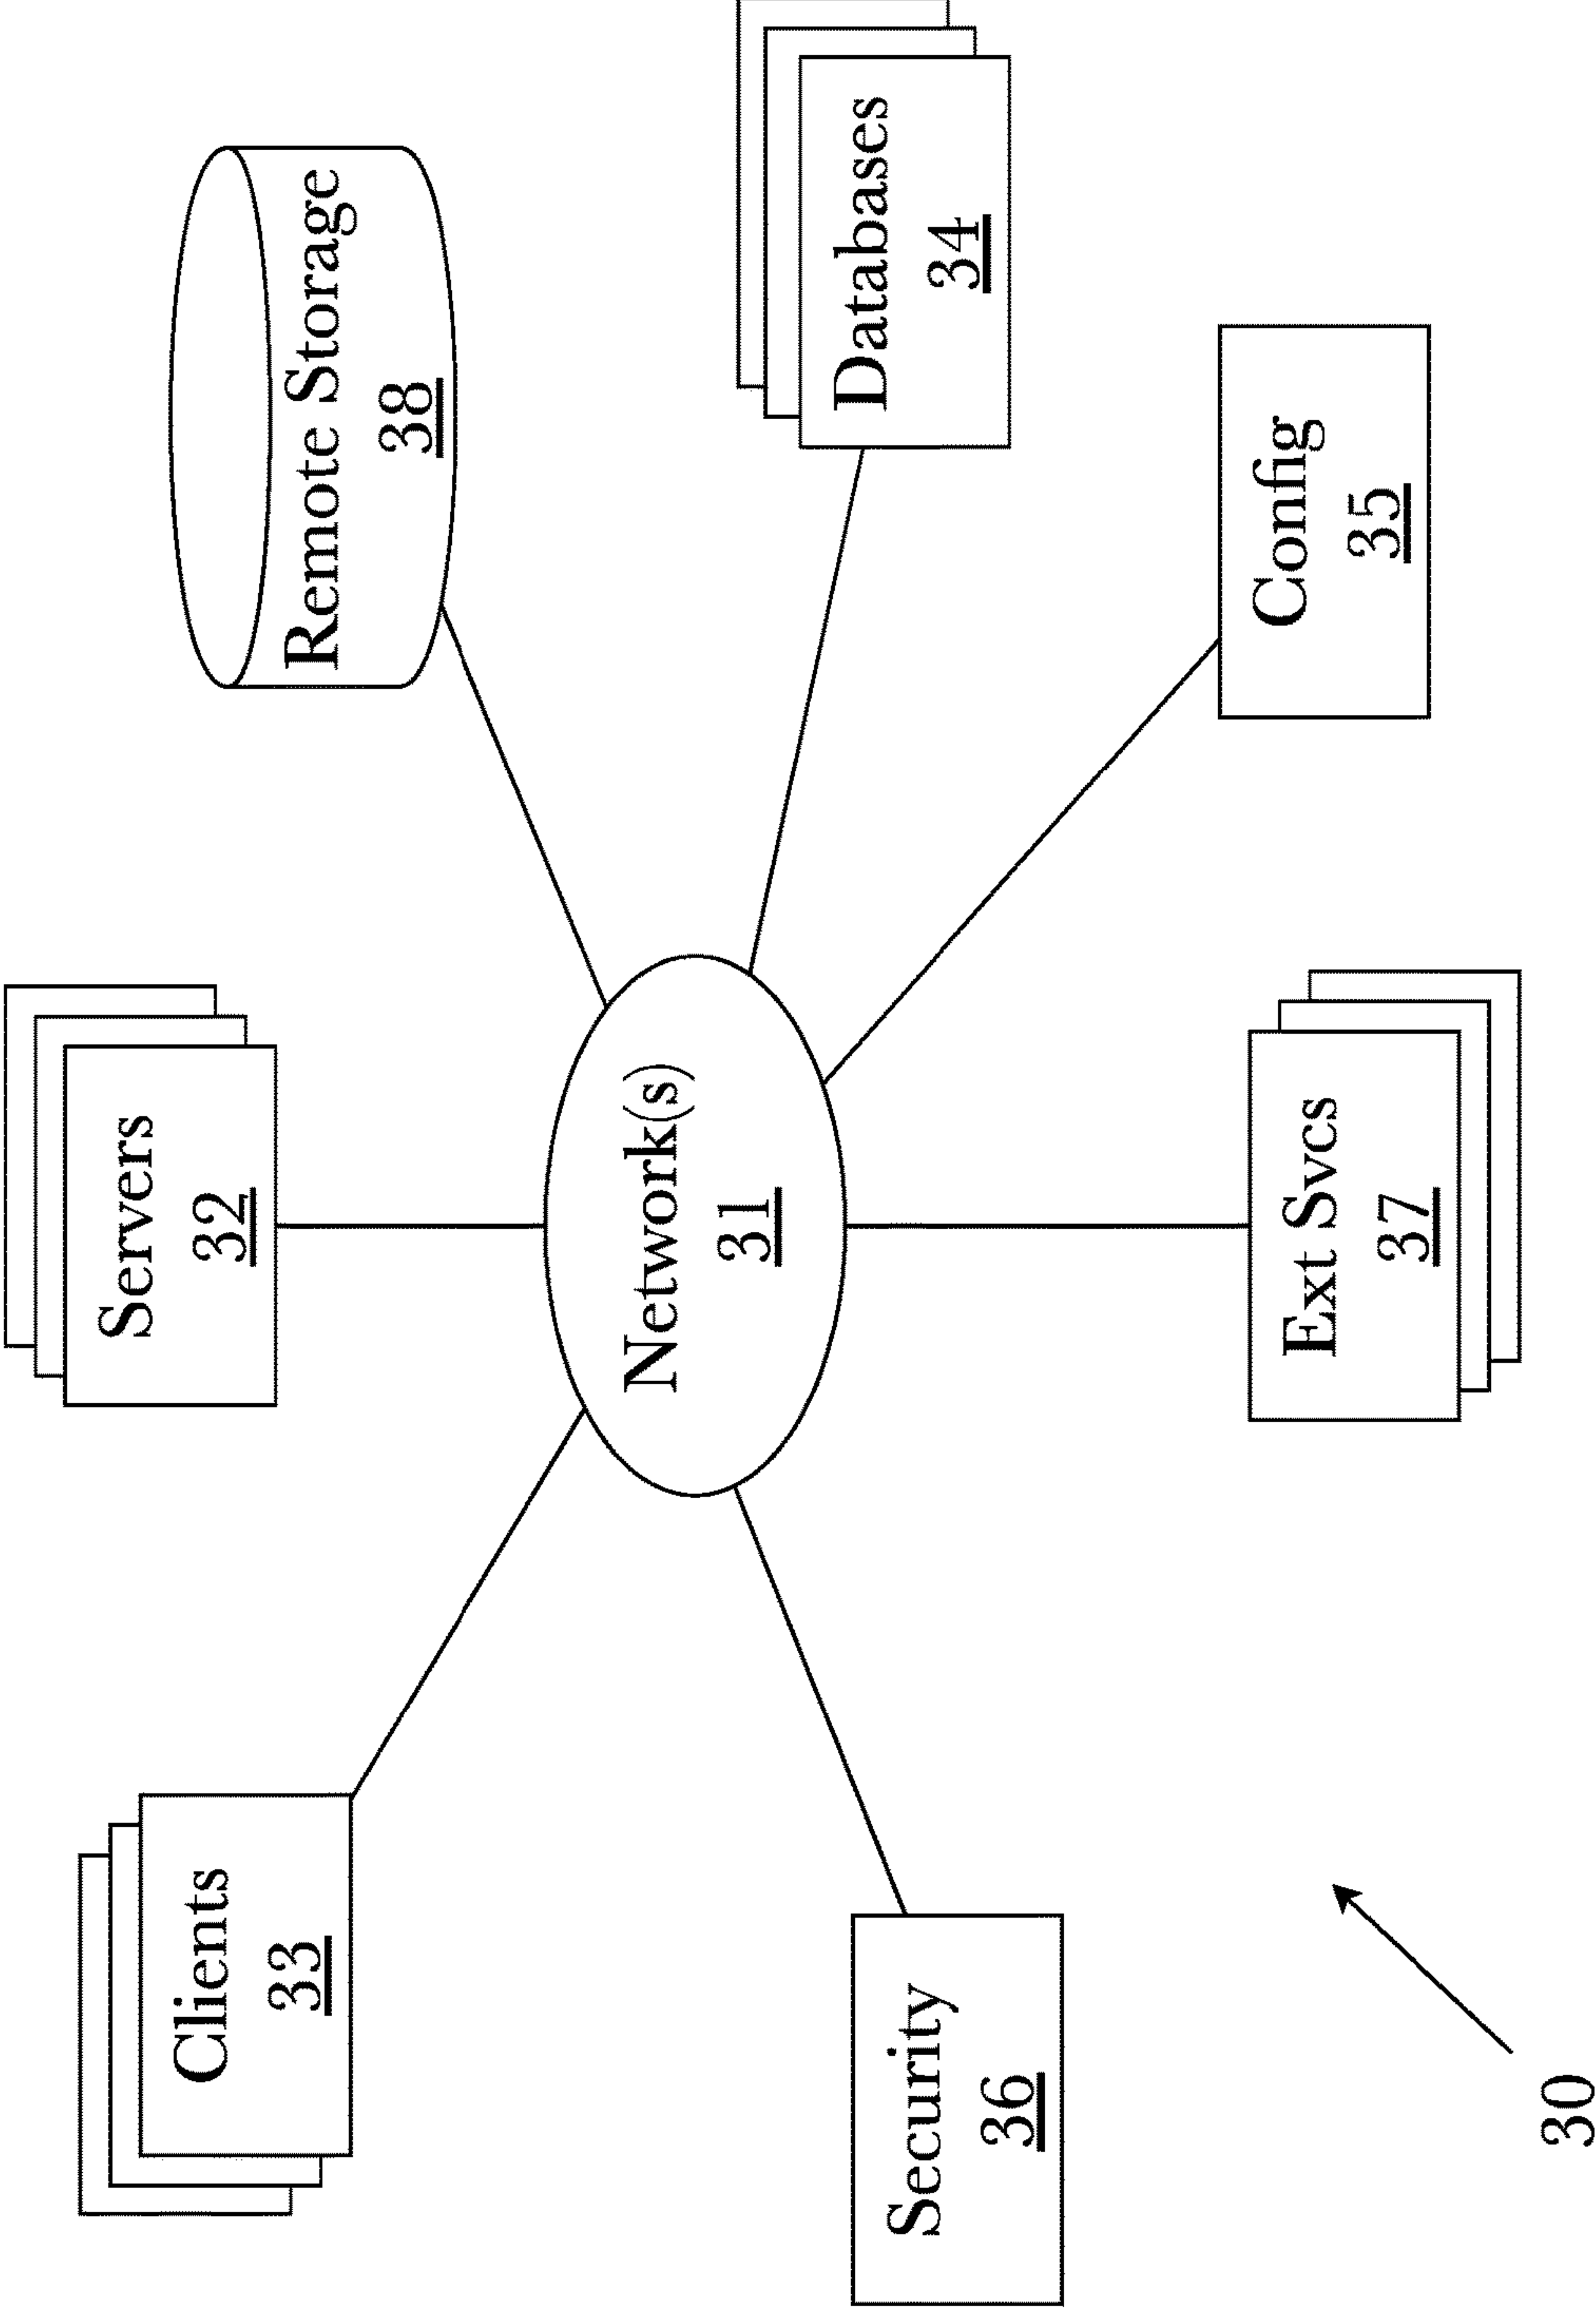 Servers
32
Clients
33
Remote Storage
38
Network(s)
31
Databases
34
Security
36
Config
35
Ext Svcs
37
30